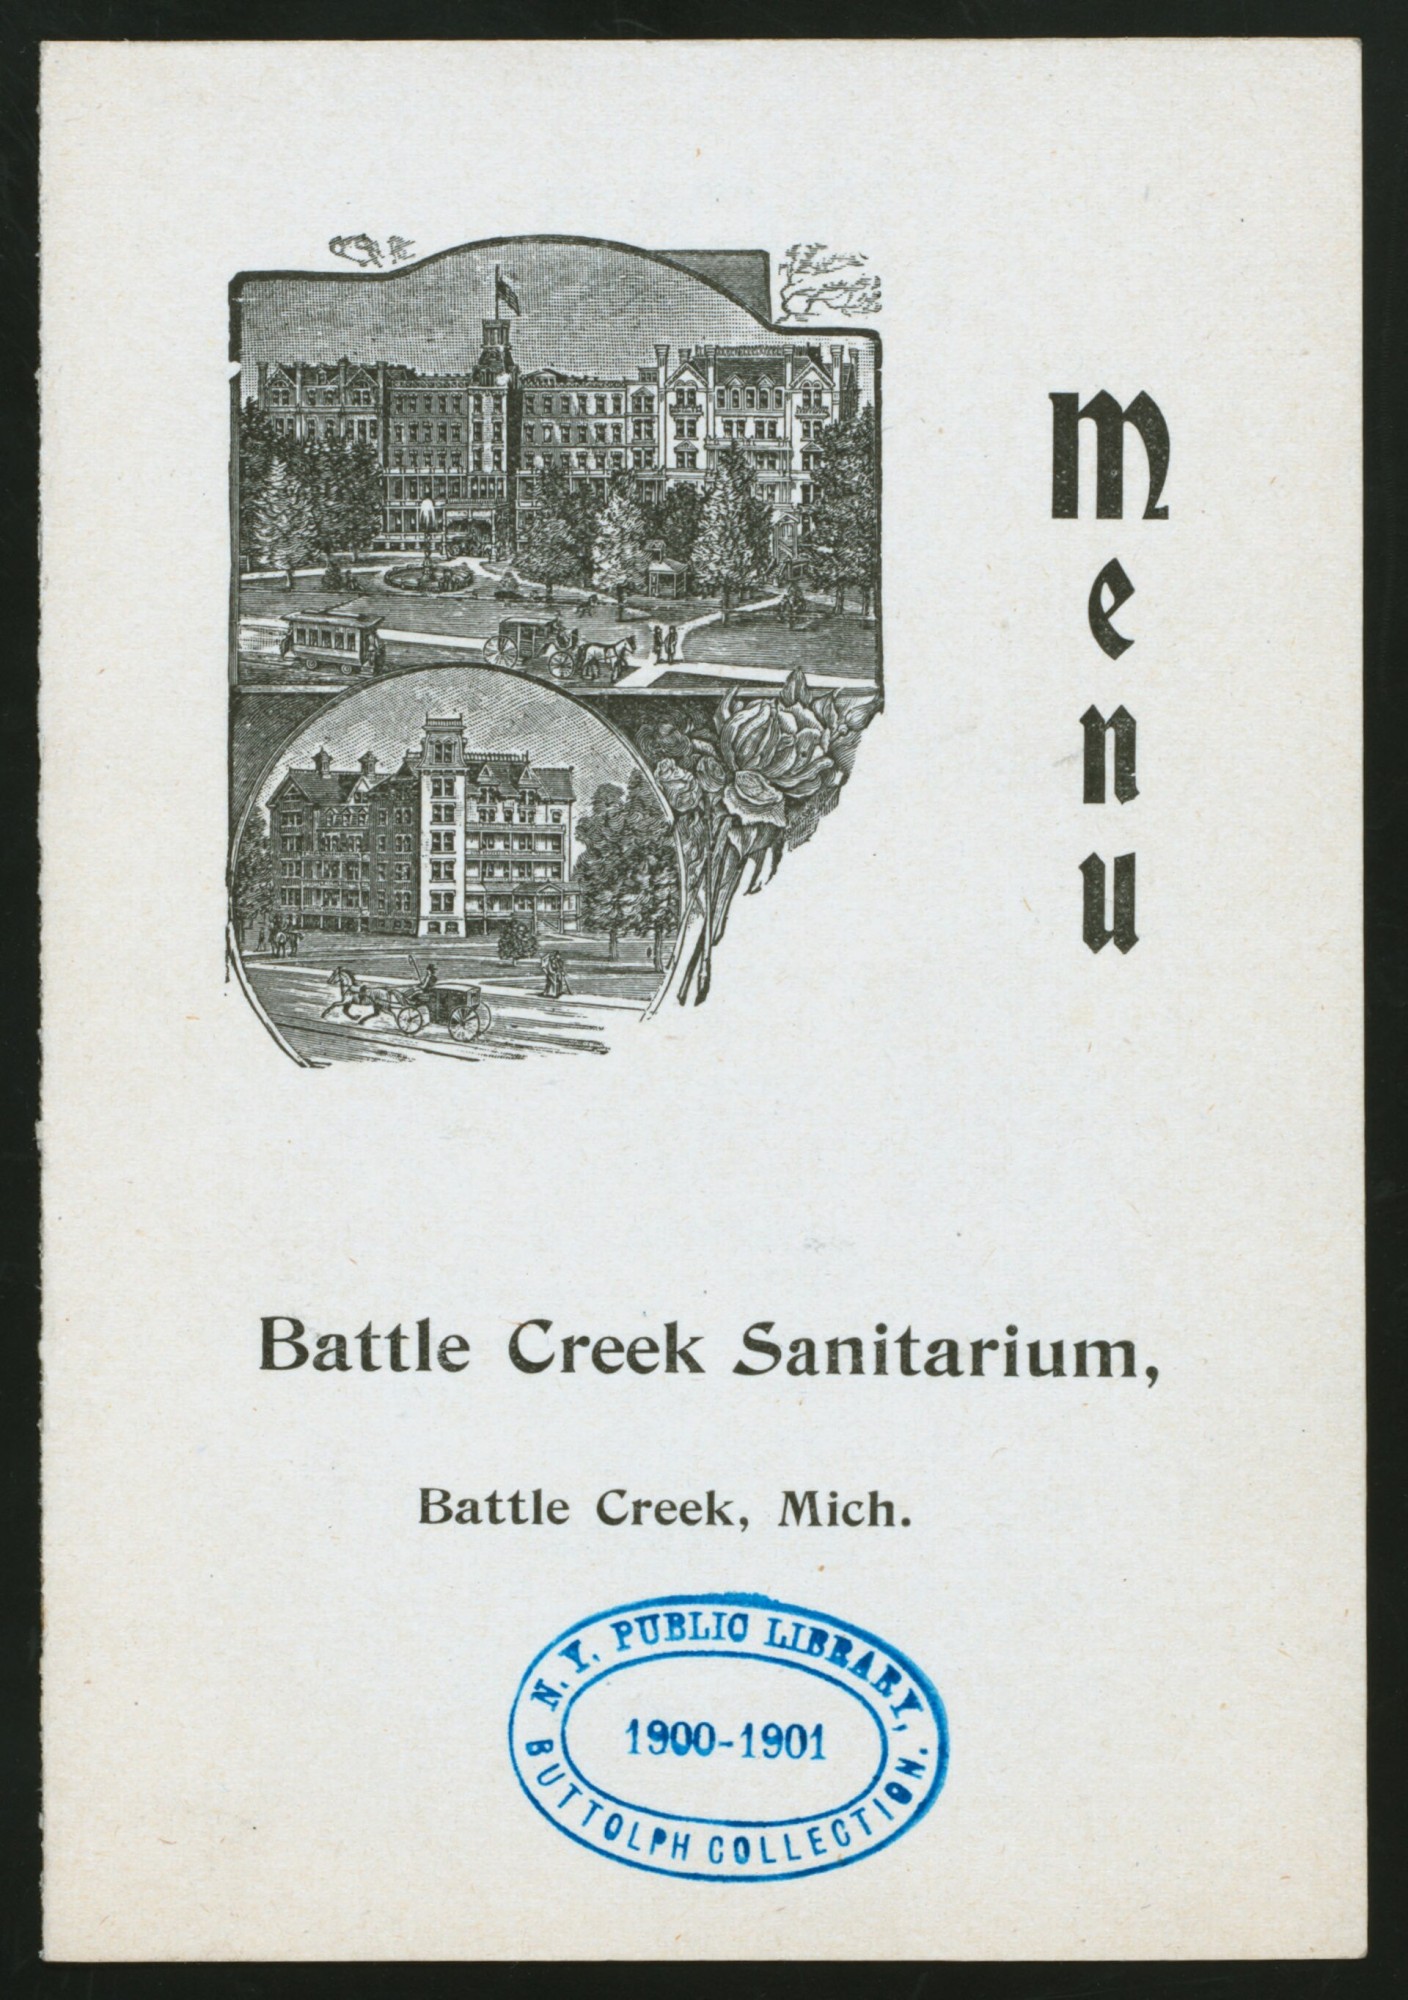 Menu
Battle Creek Sanitarium,
Battle Creek, Mich.
N. Y. PUBLIC LIBRARY,
1900-1901
BUTTOLPH COLLECTION.